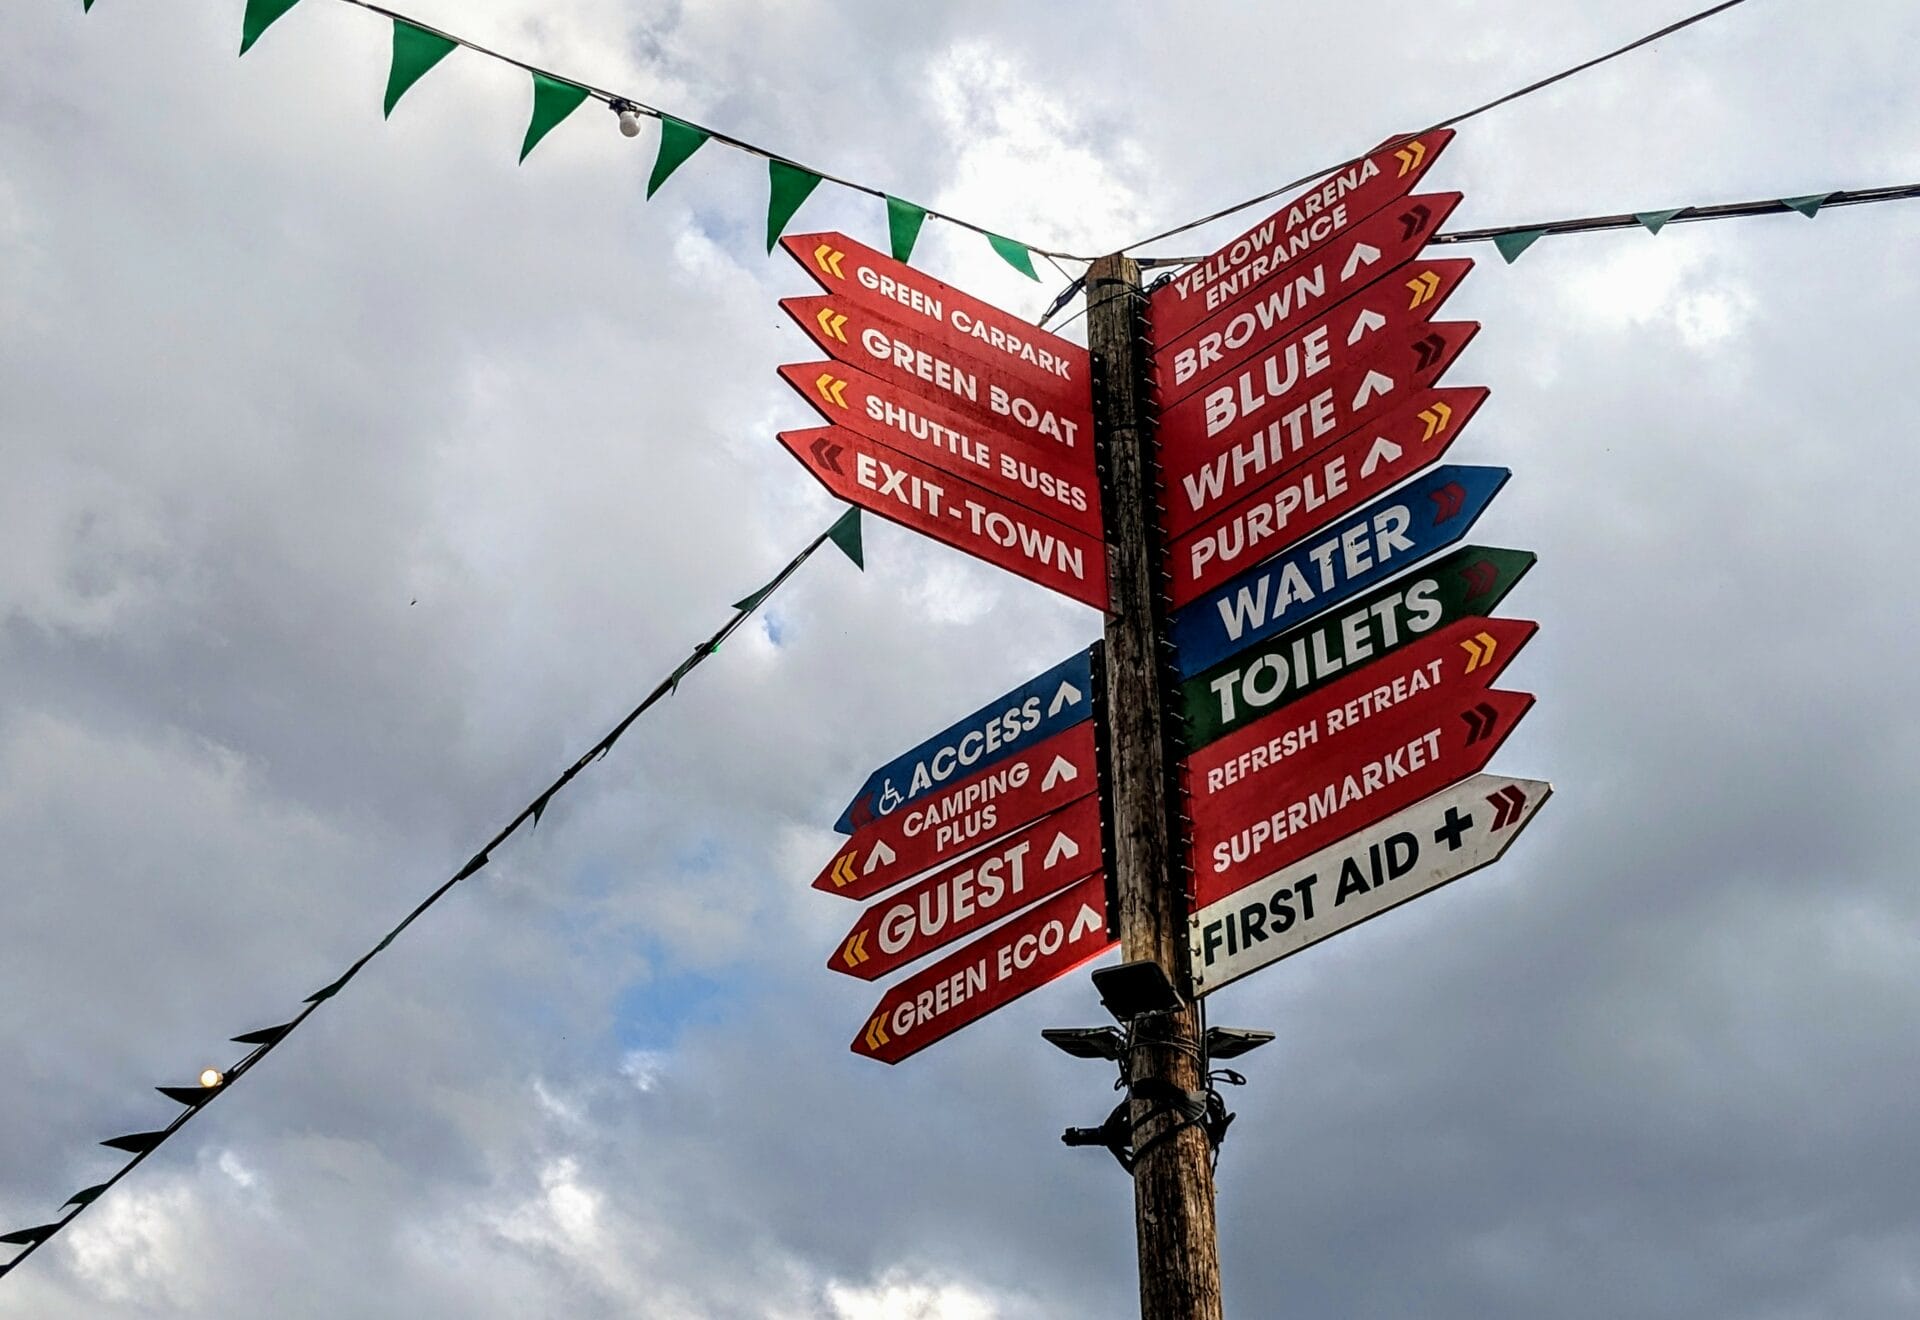 GREEN CARPARK
GREEN BOAT
SHUTTLE BUSES
EXIT-TOWN
ACCESS
CAMPING
PLUS
GUEST
GREEN ECO
YELLOW ARENA
ENTRANCE
BROWN
BLUE
WHITE
PURPLE
WATER
TOILETS
REFRESH RETREAT
SUPERMARKET
FIRST AID